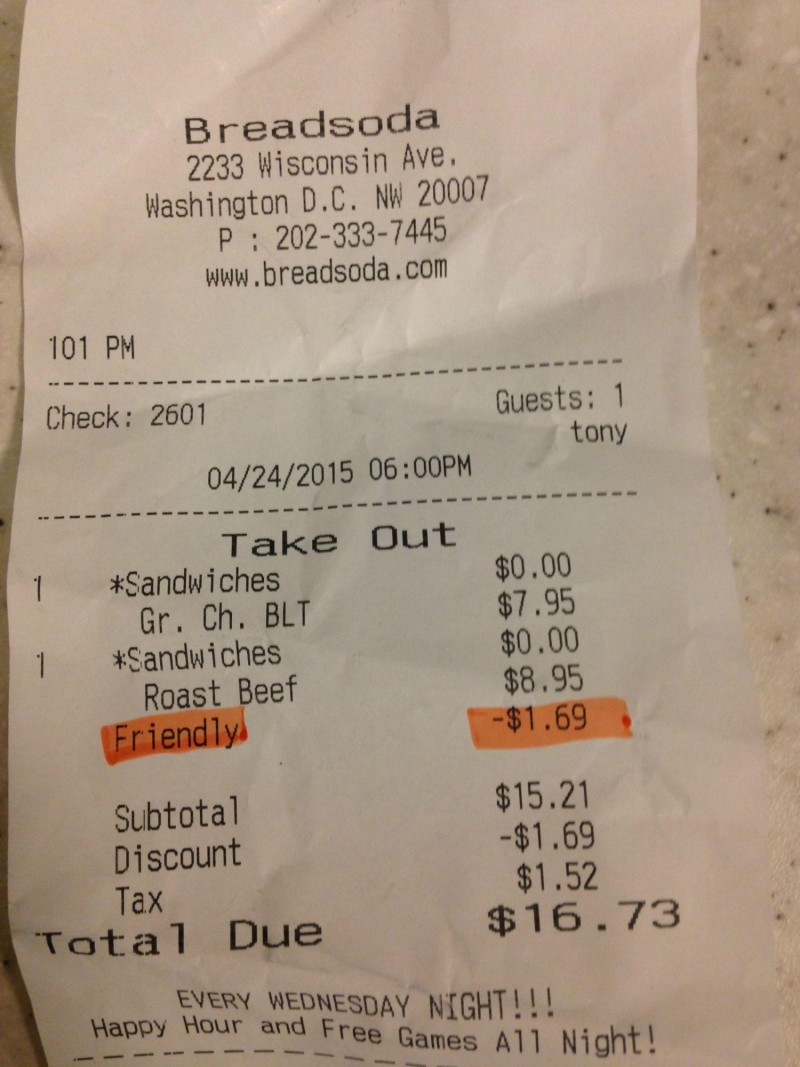 Breadsoda
2233 Wisconsin Ave.
Washington D.C. NW 20007
P : 202-333-7445
www.breadsoda.com
101 PM
Check: 2601 Guests: 1
tony
04/24/2015 06:00PM
Take Out
1 *Sandwiches $0.00
Gr. Ch. BLT $7.95
1 *Sandwiches $0.00
Roast Beef $8.95
Friendly -$1.69
Subtotal $15.21
Discount -$1.69
Tax $1.52
Total Due $16.73
EVERY WEDNESDAY NIGHT!!!
Happy Hour and Free Games All Night!